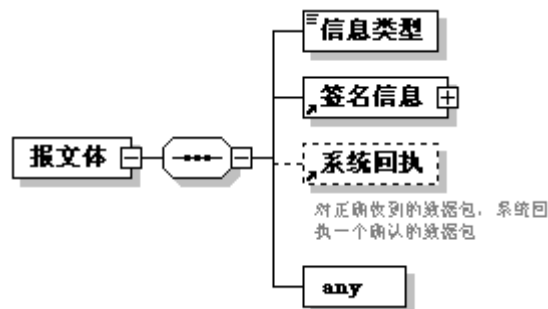 信息类型
签名信息
报文体
系统回执
对正确收到的数据包，系统回
执一个确认的数据包
any